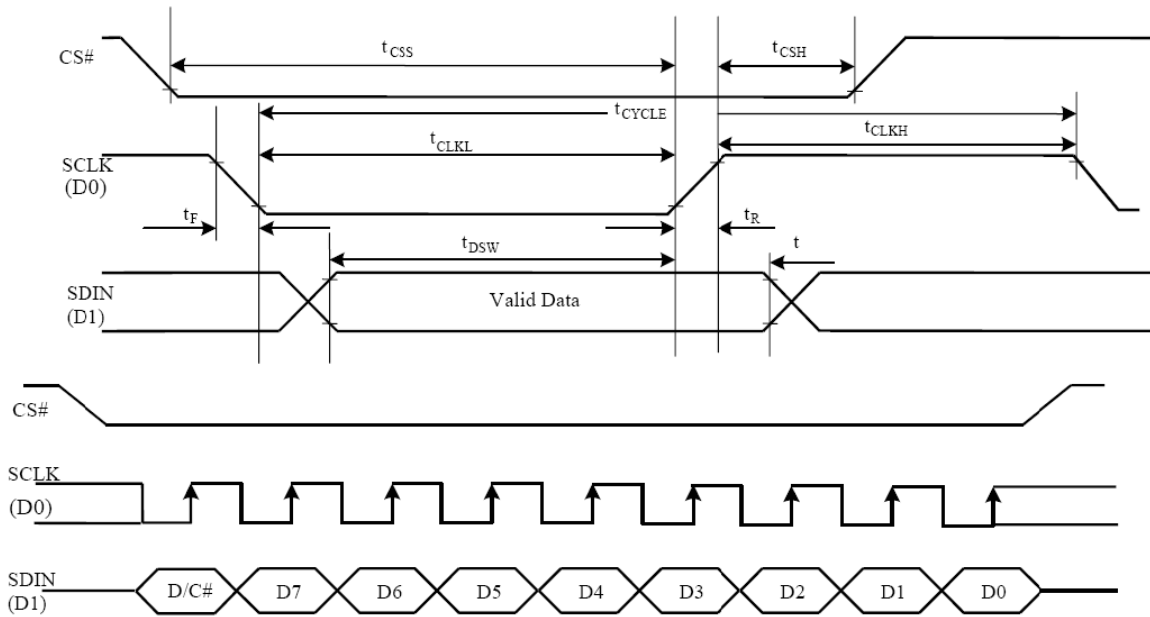 CS#
tCSS
tCSH
tCYCLE
tCLKL
tCLKH
SCLK
(D0)
tF
tR
tDSW
t
SDIN
(D1)
Valid Data
CS#
SCLK
(D0)
SDIN
(D1)
D/C# D7 D6 D5 D4 D3 D2 D1 D0